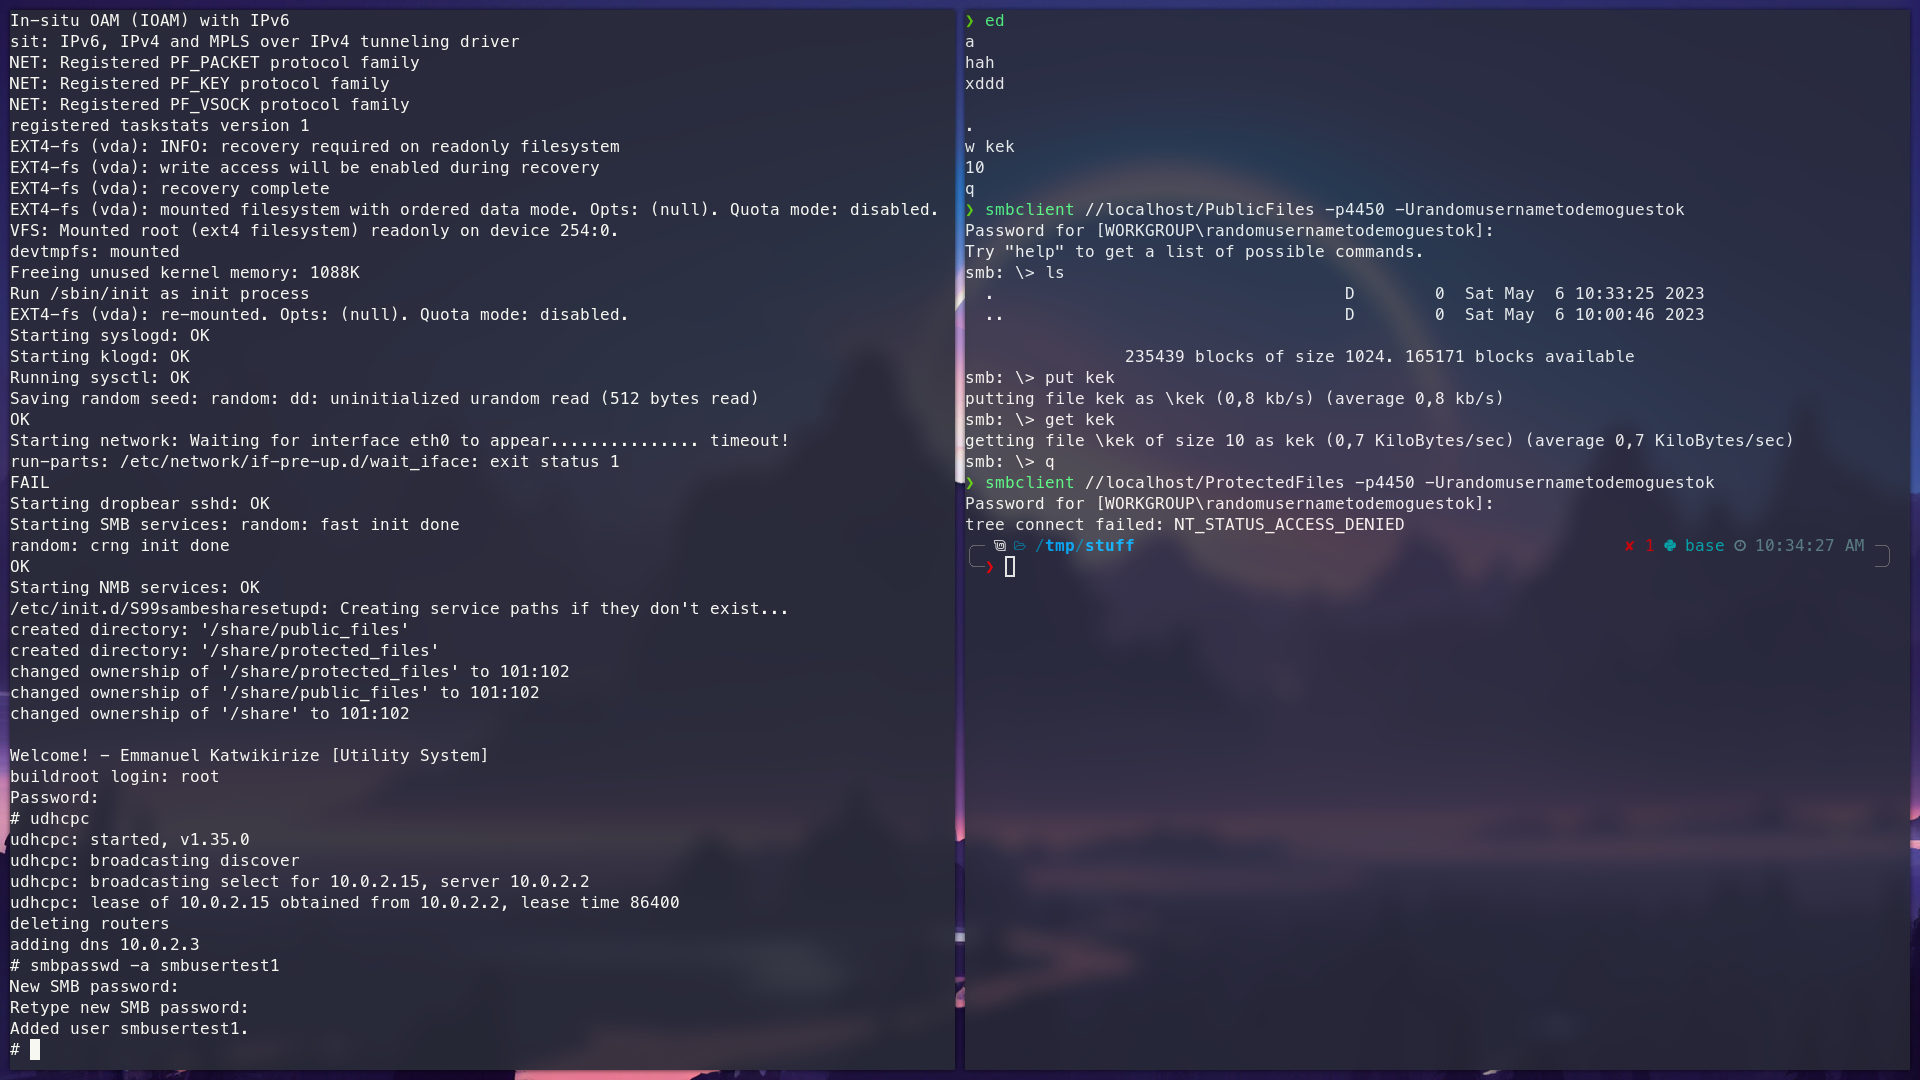 In-situ OAM (IOAM) with IPv6
sit: IPv6, IPv4 and MPLS over IPv4 tunneling driver
NET: Registered PF_PACKET protocol family
NET: Registered PF_KEY protocol family
NET: Registered PF_VSOCK protocol family
registered taskstats version 1
EXT4-fs (vda): INFO: recovery required on readonly filesystem
EXT4-fs (vda): write access will be enabled during recovery
EXT4-fs (vda): recovery complete
EXT4-fs (vda): mounted filesystem with ordered data mode. Opts: (null). Quota mode: disabled.
VFS: Mounted root (ext4 filesystem) readonly on device 254:0.
devtmpfs: mounted
Freeing unused kernel memory: 1088K
Run /sbin/init as init process
EXT4-fs (vda): re-mounted. Opts: (null). Quota mode: disabled.
Starting syslogd: OK
Starting klogd: OK
Running sysctl: OK
Saving random seed: random: dd: uninitialized urandom read (512 bytes read)
OK
Starting network: Waiting for interface eth0 to appear............... timeout!
run-parts: /etc/network/if-pre-up.d/wait_iface: exit status 1
FAIL
Starting dropbear sshd: OK
Starting SMB services: random: fast init done
random: crng init done
OK
Starting NMB services: OK
/etc/init.d/S99sambesharesetupd: Creating service paths if they don't exist...
created directory: '/share/public_files'
created directory: '/share/protected_files'
changed ownership of '/share/protected_files' to 101:102
changed ownership of '/share/public_files' to 101:102
changed ownership of '/share' to 101:102
Welcome! - Emmanuel Katwikirize [Utility System]
buildroot login: root
Password:
# udhcpc
udhcpc: started, v1.35.0
udhcpc: broadcasting discover
udhcpc: broadcasting select for 10.0.2.15, server 10.0.2.2
udhcpc: lease of 10.0.2.15 obtained from 10.0.2.2, lease time 86400
deleting routers
adding dns 10.0.2.3
# smbpasswd -a smbusertest1
New SMB password:
Retype new SMB password:
Added user smbusertest1.
#
❯ ed
a
hah
xddd
.
w kek
10
q
❯ smbclient //localhost/PublicFiles -p4450 -Urandomusernametodemoguestok
Password for [WORKGROUP\randomusernametodemoguestok]:
Try "help" to get a list of possible commands.
smb: \> ls
. D 0 Sat May 6 10:33:25 2023
.. D 0 Sat May 6 10:00:46 2023
235439 blocks of size 1024. 165171 blocks available
smb: \> put kek
putting file kek as \kek (0,8 kb/s) (average 0,8 kb/s)
smb: \> get kek
getting file \kek of size 10 as kek (0,7 KiloBytes/sec) (average 0,7 KiloBytes/sec)
smb: \> q
❯ smbclient //localhost/ProtectedFiles -p4450 -Urandomusernametodemoguestok
Password for [WORKGROUP\randomusernametodemoguestok]:
tree connect failed: NT_STATUS_ACCESS_DENIED
/tmp/stuff ✘ 1 base 10:34:27 AM
❯